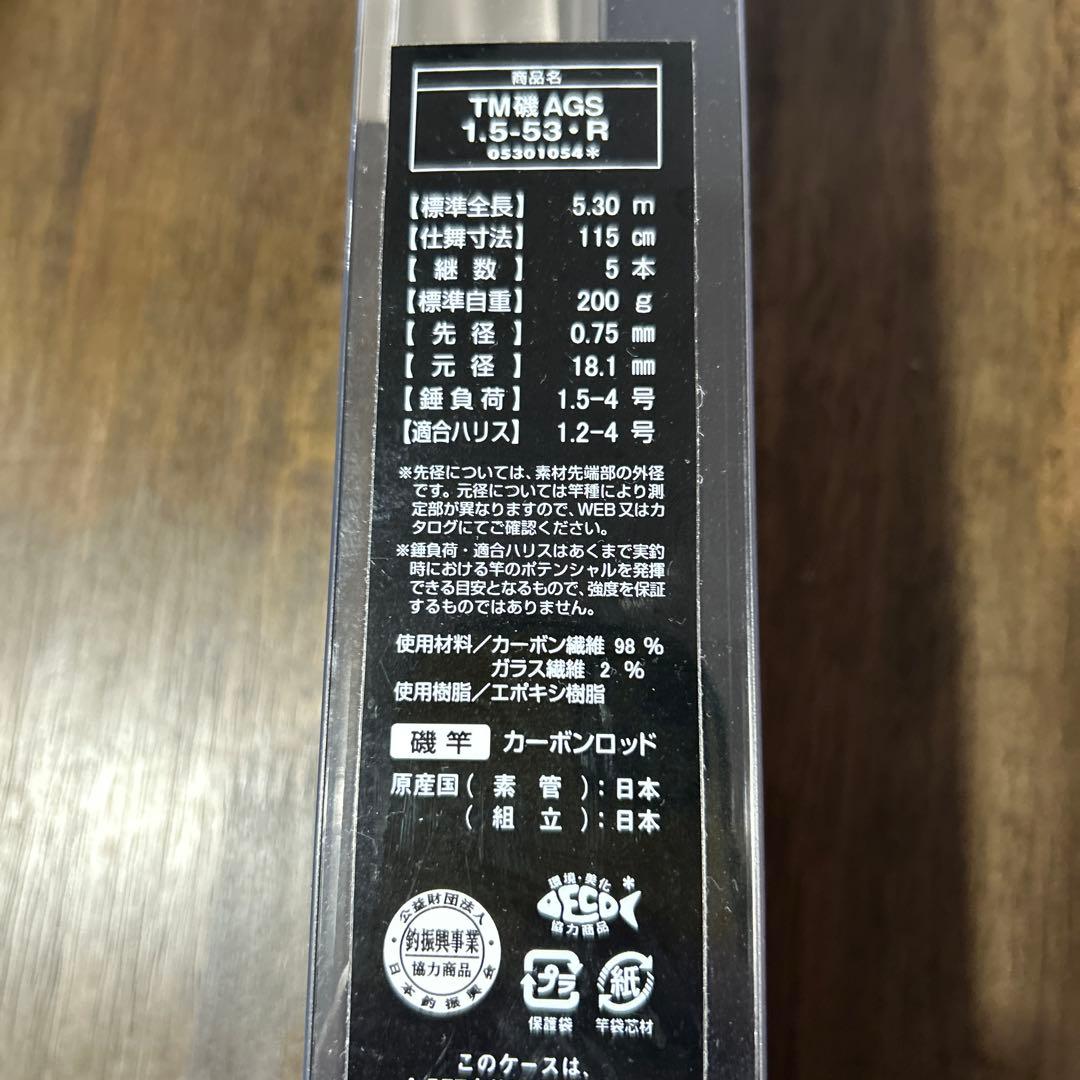 商品名
TM磯AGS
1.5-53・R
05301054*
【標準全長】 5.30 m
【仕舞寸法】 115 cm
【継数】 5 本
【標準自重】 200 g
【先径】 0.75 mm
【元径】 18.1 mm
【錘負荷】 1.5-4 号
【適合ハリス】 1.2-4 号
※先径については、素材先端部の外径
です。元径については竿種により測
定部が異なりますので、WEB又はカ
タログにてご確認ください。
※錘負荷・適合ハリスはあくまで実釣
時における竿のポテンシャルを発揮
できる目安となるもので、強度を保証
するものではありません。
使用材料/カーボン繊維 98 %
ガラス繊維 2 %
使用樹脂/エポキシ樹脂
磯竿 カーボンロッド
原産国(素管):日本
(組立):日本
環境・美化*
ECO
協力商品
公益財団法人
釣振興事業
協力商品
日本釣振興会
プラ 紙
保護袋 竿袋芯材
このケースは、